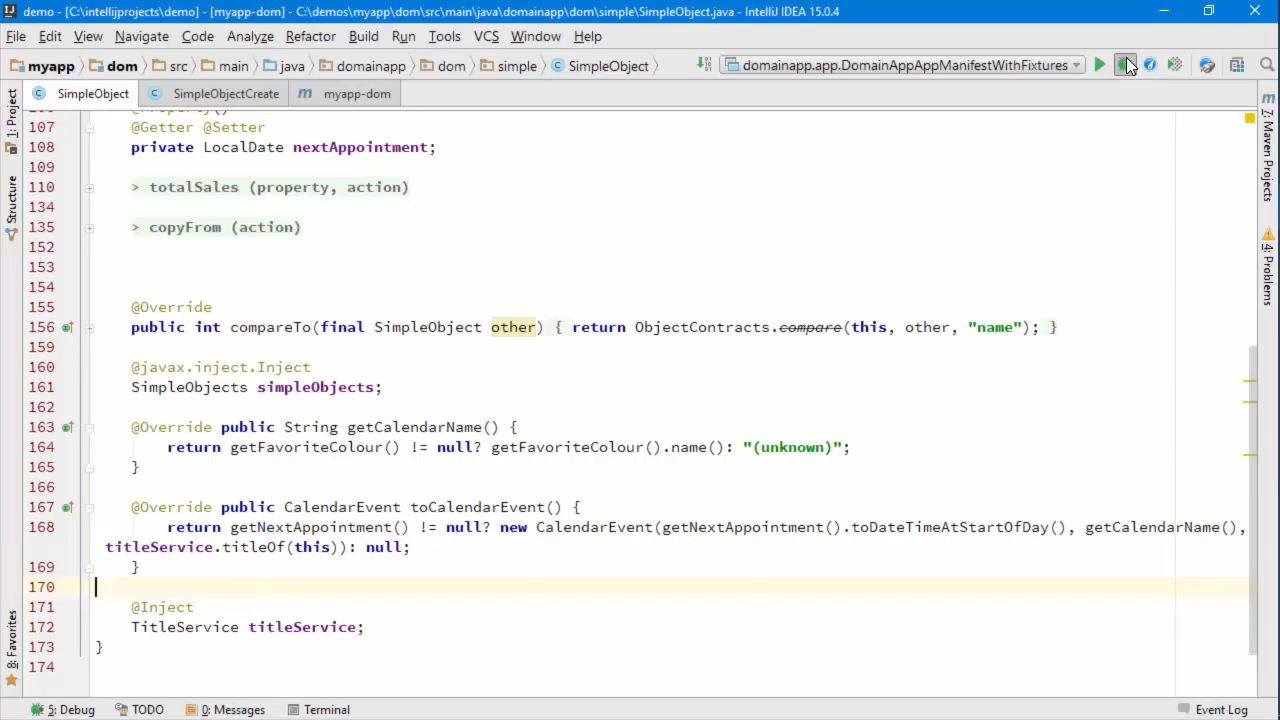 demo - [C:\intellijprojects\demo] - [myapp-dom] - C:\demos\myapp\dom\src\main\java\domainapp\dom\simple\SimpleObject.java - IntelliJ IDEA 15.0.4
File Edit View Navigate Code Analyze Refactor Build Run Tools VCS Window Help
myapp dom src main java domainapp dom simple SimpleObject domainapp.app.DomainAppAppManifestWithFixtures
SimpleObject SimpleObjectCreate myapp-dom
1: Project
Structure
8: Favorites
107 @Getter @Setter
108 private LocalDate nextAppointment;
109
110 > totalSales (property, action)
134
135 > copyFrom (action)
152
153
154
155 @Override
156 public int compareTo(final SimpleObject other) { return ObjectContracts.compare(this, other, "name"); }
159
160 @javax.inject.Inject
161 SimpleObjects simpleObjects;
162
163 @Override public String getCalendarName() {
164 return getFavoriteColour() != null? getFavoriteColour().name(): "(unknown)";
165 }
166
167 @Override public CalendarEvent toCalendarEvent() {
168 return getNextAppointment() != null? new CalendarEvent(getNextAppointment().toDateTimeAtStartOfDay(), getCalendarName(),
titleService.titleOf(this)): null;
169 }
170
171 @Inject
172 TitleService titleService;
173 }
174
Maven Projects
4: Problems
5: Debug TODO 0: Messages Terminal Event Log